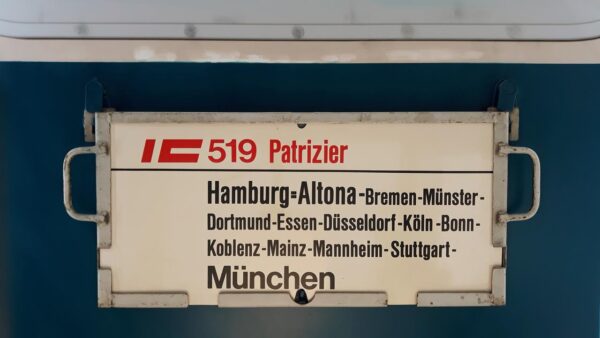 IC 519 Patrizier
Hamburg=Altona-Bremen-Münster-
Dortmund-Essen-Düsseldorf-Köln-Bonn-
Koblenz-Mainz-Mannheim-Stuttgart-
München